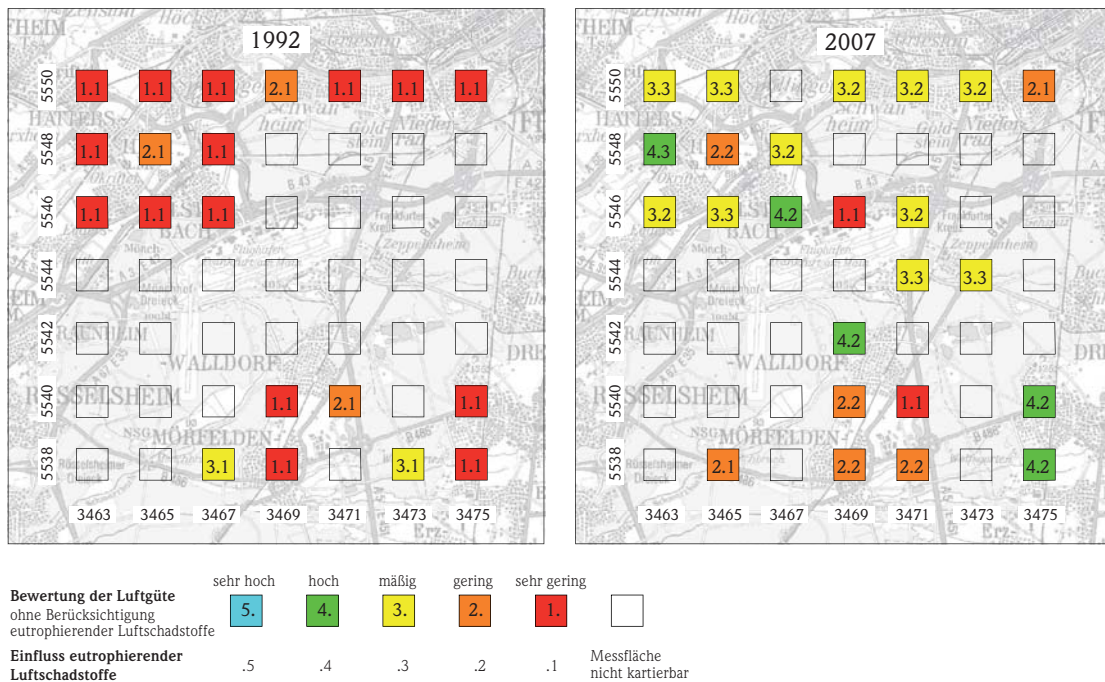 1992
5550 1.1 1.1 1.1 2.1 1.1 1.1 1.1
5548 1.1 2.1 1.1
5546 1.1 1.1 1.1
5544
5542
WALLDORF
5540 1.1 2.1 1.1
5538 3.1 1.1 3.1 1.1
MÖRFELDEN-
3463 3465 3467 3469 3471 3473 3475
2007
5550 3.3 3.3 3.2 3.2 3.2 2.1
5548 4.3 2.2 3.2
5546 3.2 3.3 4.2 1.1 3.2
5544 3.3 3.3
5542 4.2
WALLDORF
5540 2.2 1.1 4.2
5538 2.1 2.2 2.2 4.2
MÖRFELDEN-
3463 3465 3467 3469 3471 3473 3475
sehr hoch hoch mäßig gering sehr gering
Bewertung der Luftgüte 5. 4. 3. 2. 1.
ohne Berücksichtigung
eutrophierender Luftschadstoffe
Einfluss eutrophierender
Luftschadstoffe .5 .4 .3 .2 .1
Messfläche
nicht kartierbar